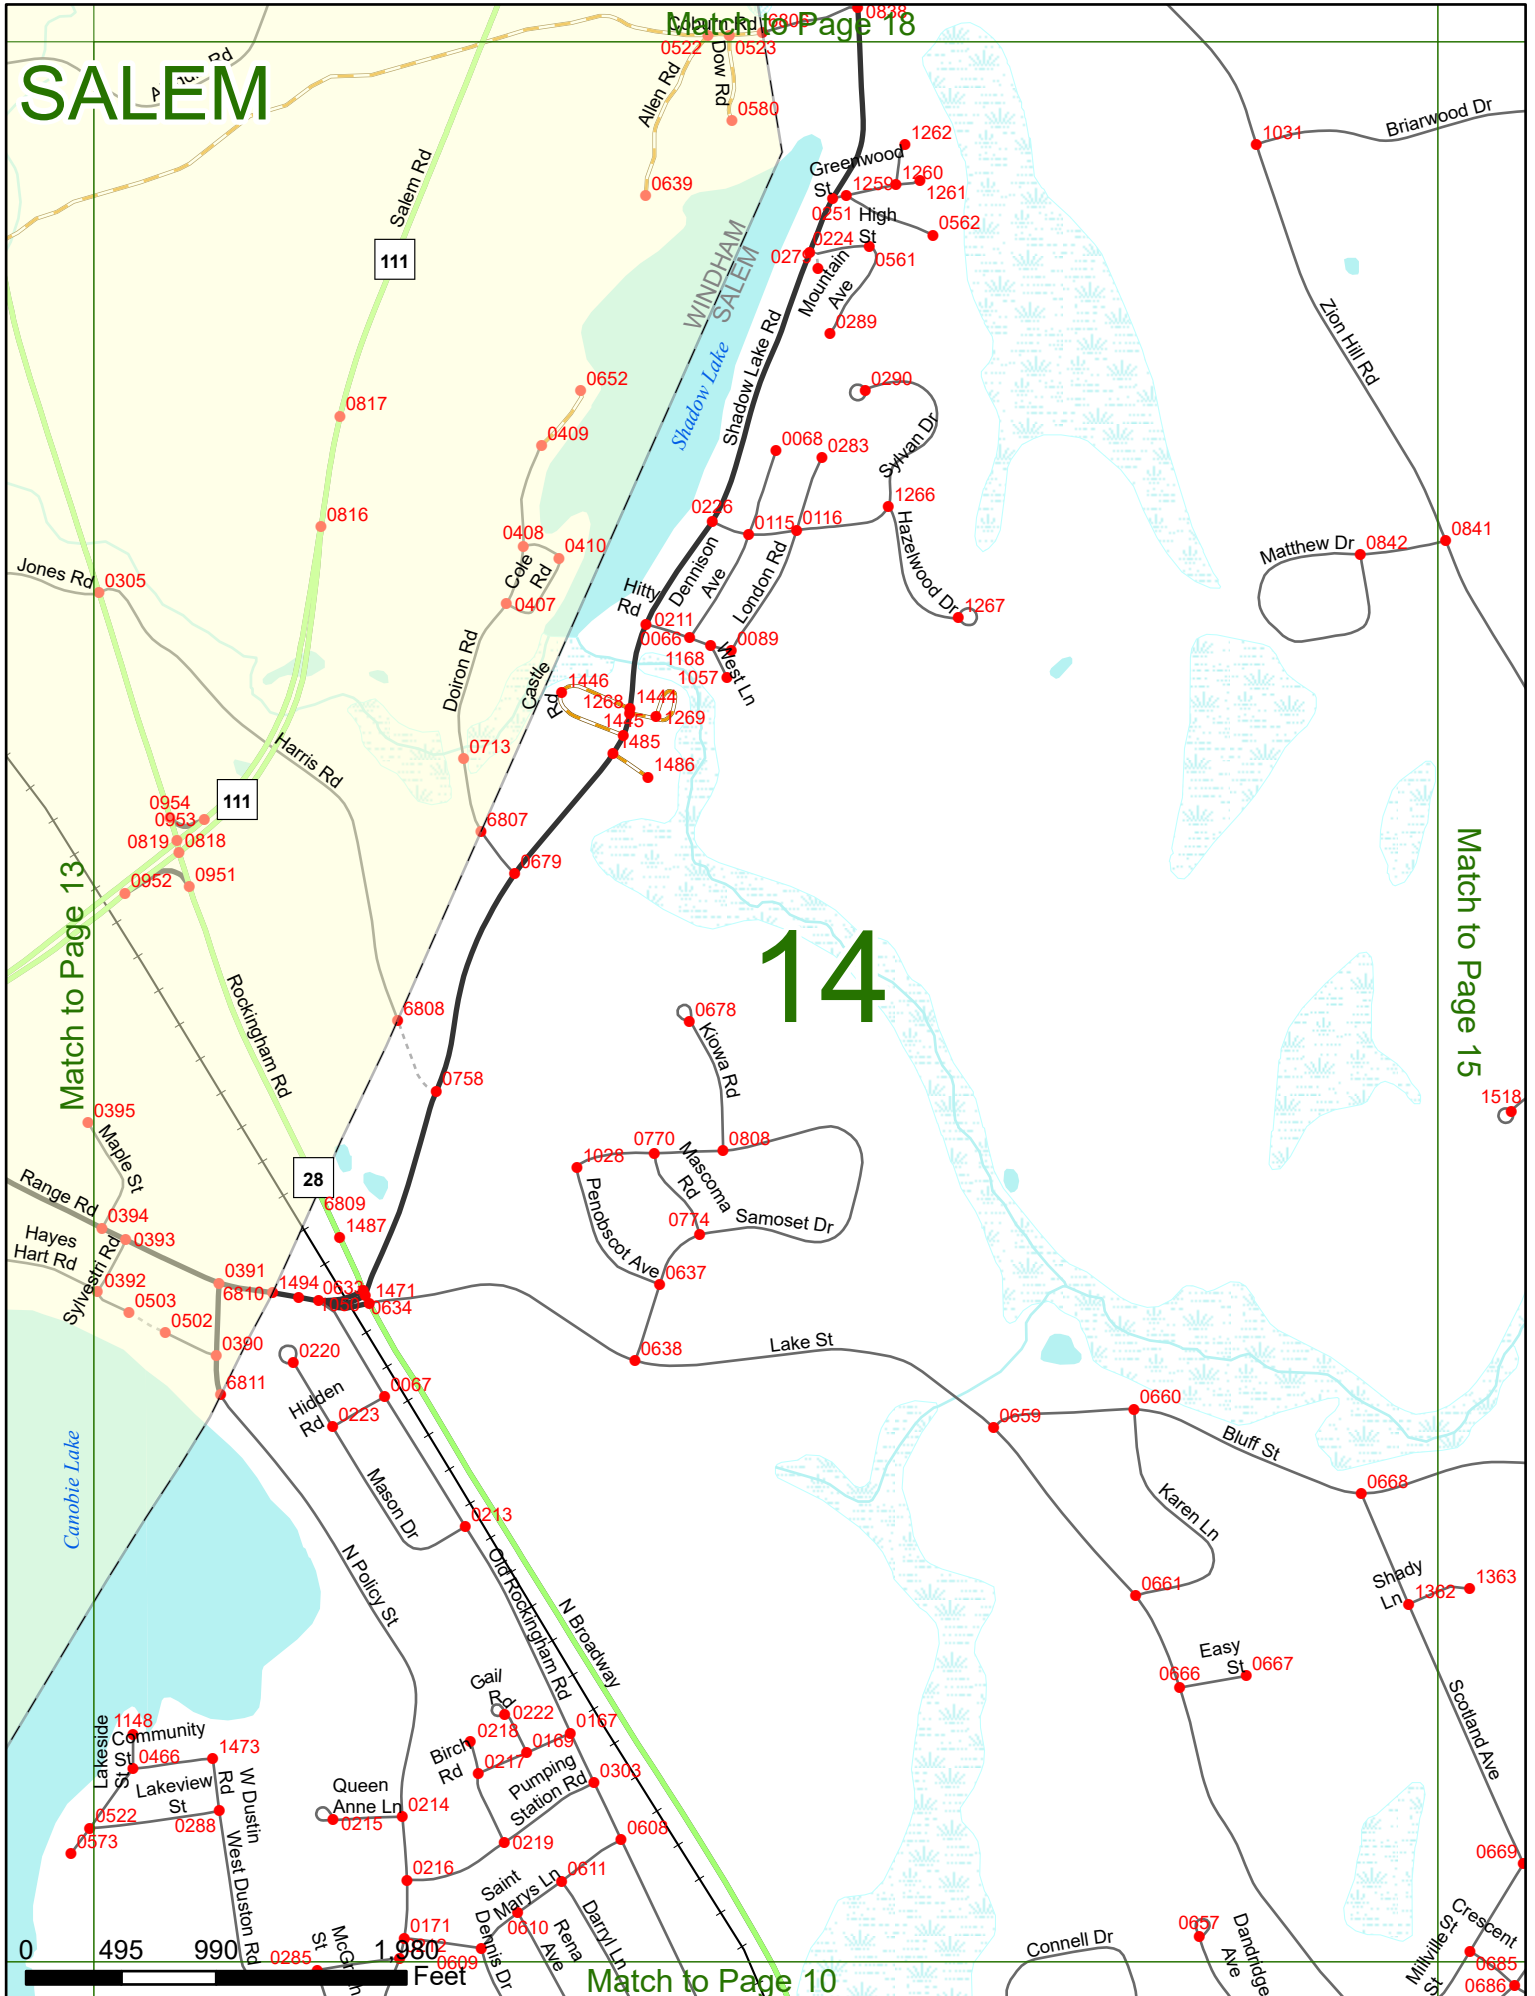 Match to Page 18
SALEM
Coburn Rd
6806
0838
0522
0523
Dow Rd
Allen Rd
0580
0639
Salem Rd
111
WINDHAM
SALEM
Shadow Lake
Shadow Lake Rd
1262
Greenwood
St
1259
1260
1261
0251
High
St
0562
0224
0279
0561
Mountain
Ave
0289
1031
Briarwood Dr
Zion Hill Rd
0290
Sylvan Dr
0652
0817
0409
0068
0283
1266
0816
0226
0115
0116
0408
0410
Cole
Rd
0407
Dennison
Ave
London Rd
Hazelwood Dr
1267
Matthew Dr
0842
0841
Jones Rd
0305
Hitty
Rd
0211
0066
0089
1168
West Ln
1057
Doiron Rd
Castle
Rd
1446
1268
1444
1445
1269
1485
1486
0713
Harris Rd
111
0954
0953
0819
0818
0952
0951
6807
0679
Match to Page 13
14
Match to Page 15
Rockingham Rd
6808
0758
0678
Kiowa Rd
1518
0395
Maple St
0770
0808
1028
Mascoma
Rd
Penobscot Ave
0774
Samoset Dr
0637
Range Rd
28
6809
1487
0394
0393
Hayes
Hart Rd
Sylvestri Rd
0392
0391
6810
1494
0633
1471
0634
0503
0502
0390
6811
0220
0638
Lake St
Hidden
Rd
0067
0223
0659
0660
Bluff St
0668
Canobie Lake
Mason Dr
0213
Karen Ln
N Policy St
Old Rockingham Rd
N Broadway
0661
Shady
Ln
1362
1363
Easy
St
0667
0666
Scotland Ave
Gail
Rd
0222
0218
0167
0169
Birch
Rd
0217
Pumping
Station Rd
0303
1148
Lakeside
St
Community
St
0466
1473
Lakeview
St
W Dustin
Rd
0288
0522
0573
Queen
Anne Ln
0214
0215
0219
0608
0216
West Duston Rd
Saint
Marys Ln
0611
0610
Darryl Ln
Rena
Ave
0171
0609
Dennis Dr
0285
0669
Crescent
St
Millville
St
0685
0686
0657
Dandridge
Ave
Connell Dr
0
495
990
1,980
Feet
Match to Page 10